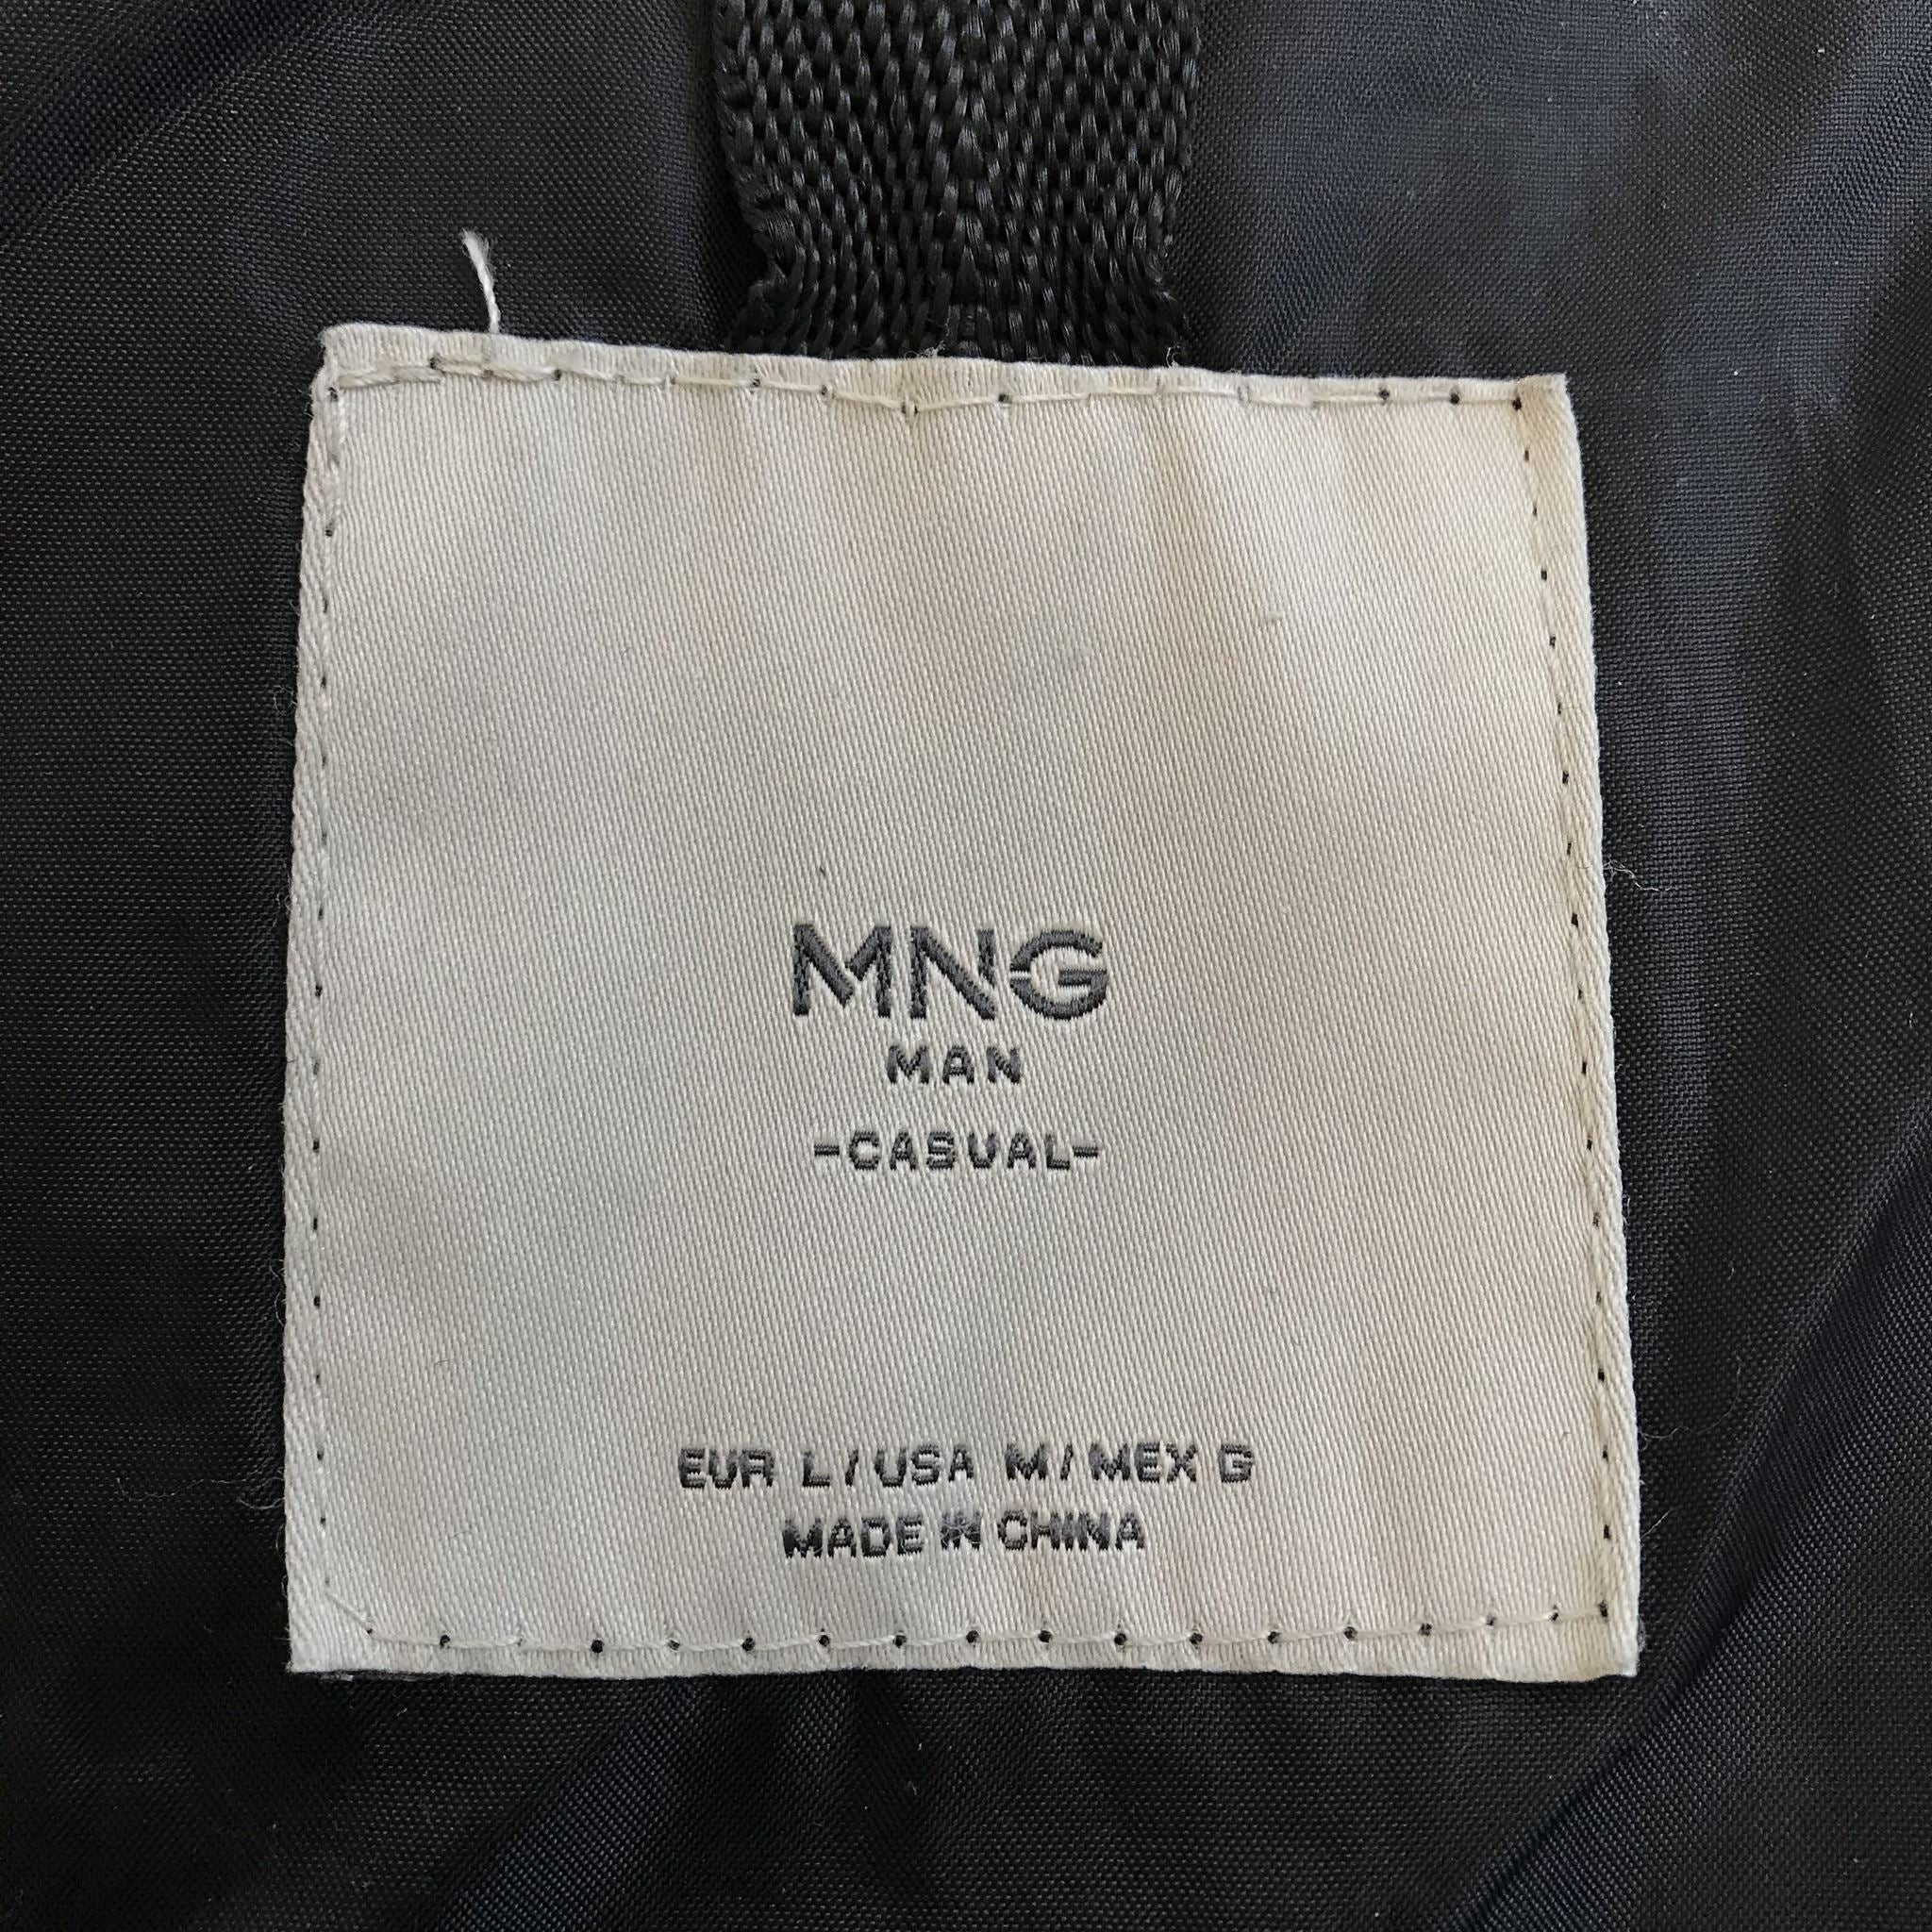 MNG
MAN
-CASUAL-
EUR L/USA M/MEX G
MADE IN CHINA